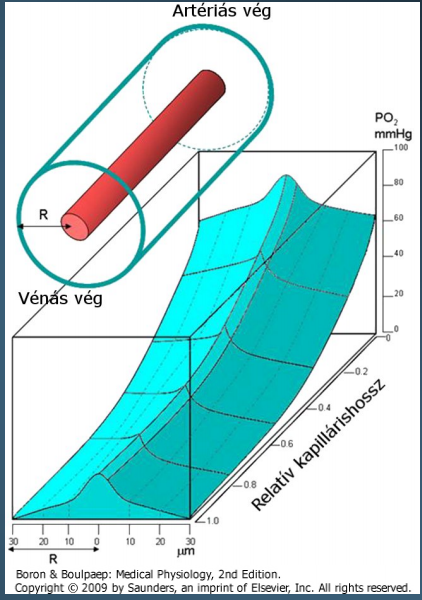 Artériás vég
PO2
mmHg
100
80
60
40
20
0
R
Vénás vég
0
0.2
0.4
0.6
0.8
1.0
Relatív kapillárishossz
30 20 10 0 10 20 30
R
µm
Boron & Boulpaep: Medical Physiology, 2nd Edition.
Copyright © 2009 by Saunders, an imprint of Elsevier, Inc. All rights reserved.